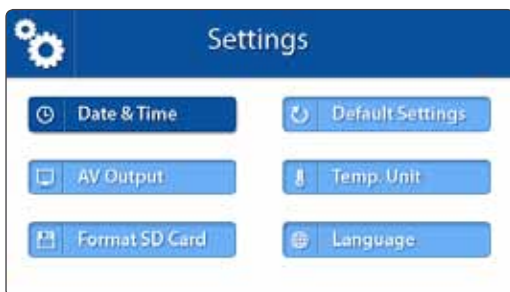 Settings
Date & Time
Default Settings
AV Output
Temp. Unit
Format SD Card
Language